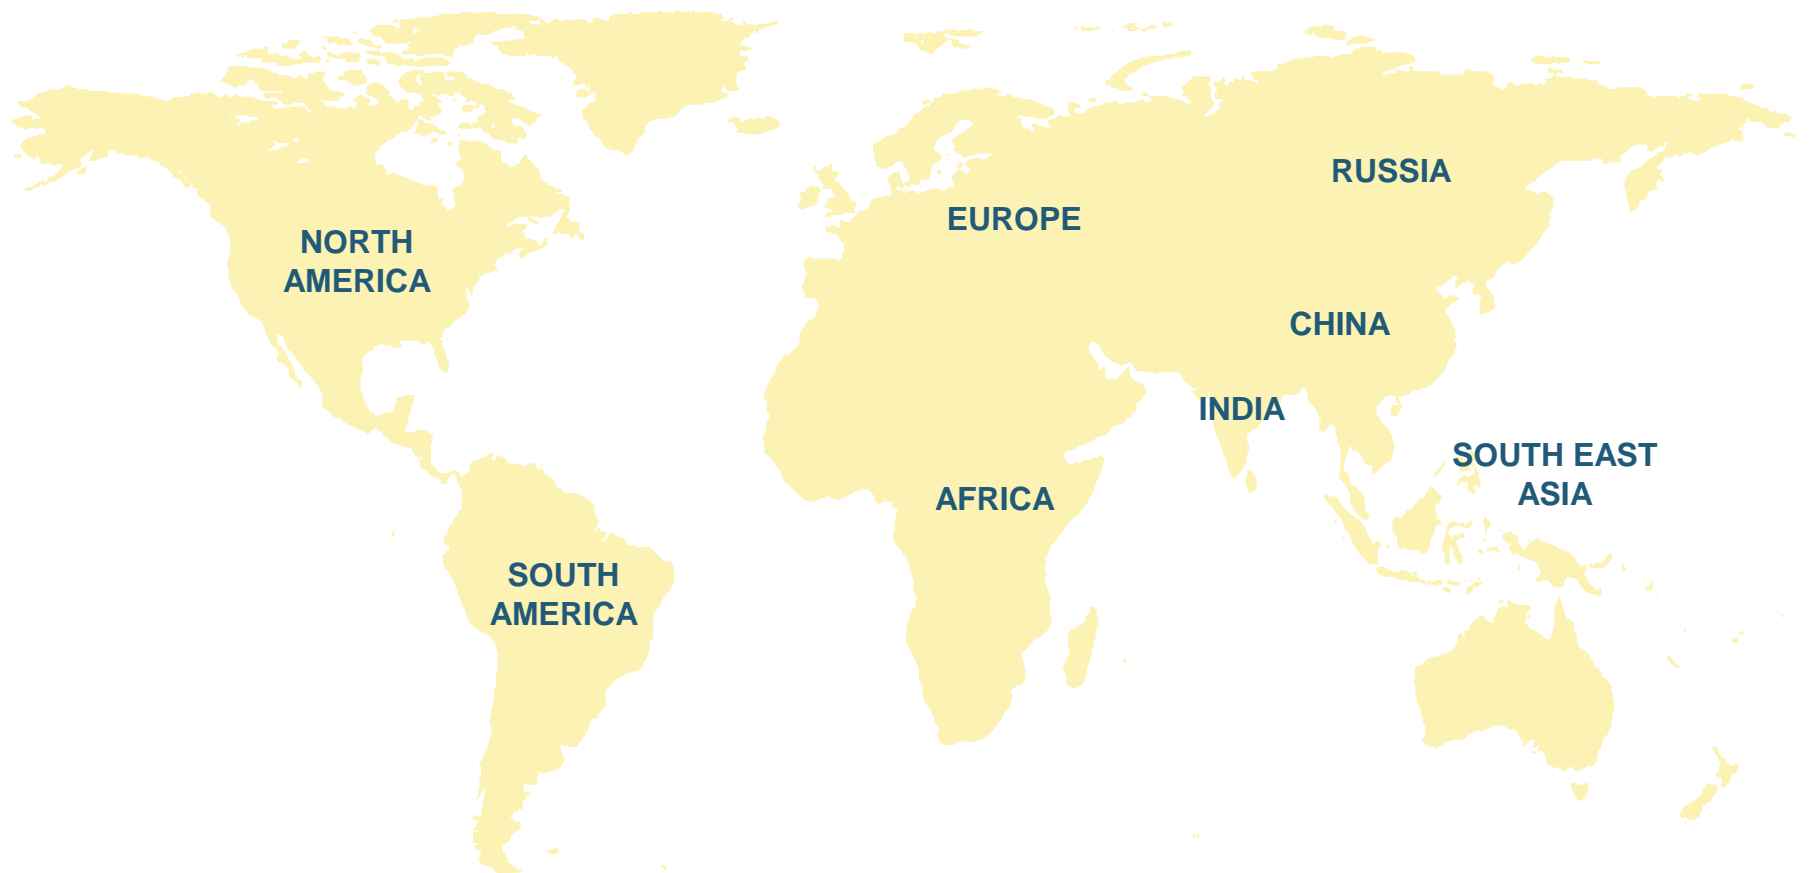 RUSSIA
EUROPE
NORTH
AMERICA
CHINA
INDIA
SOUTH EAST
ASIA
AFRICA
SOUTH
AMERICA